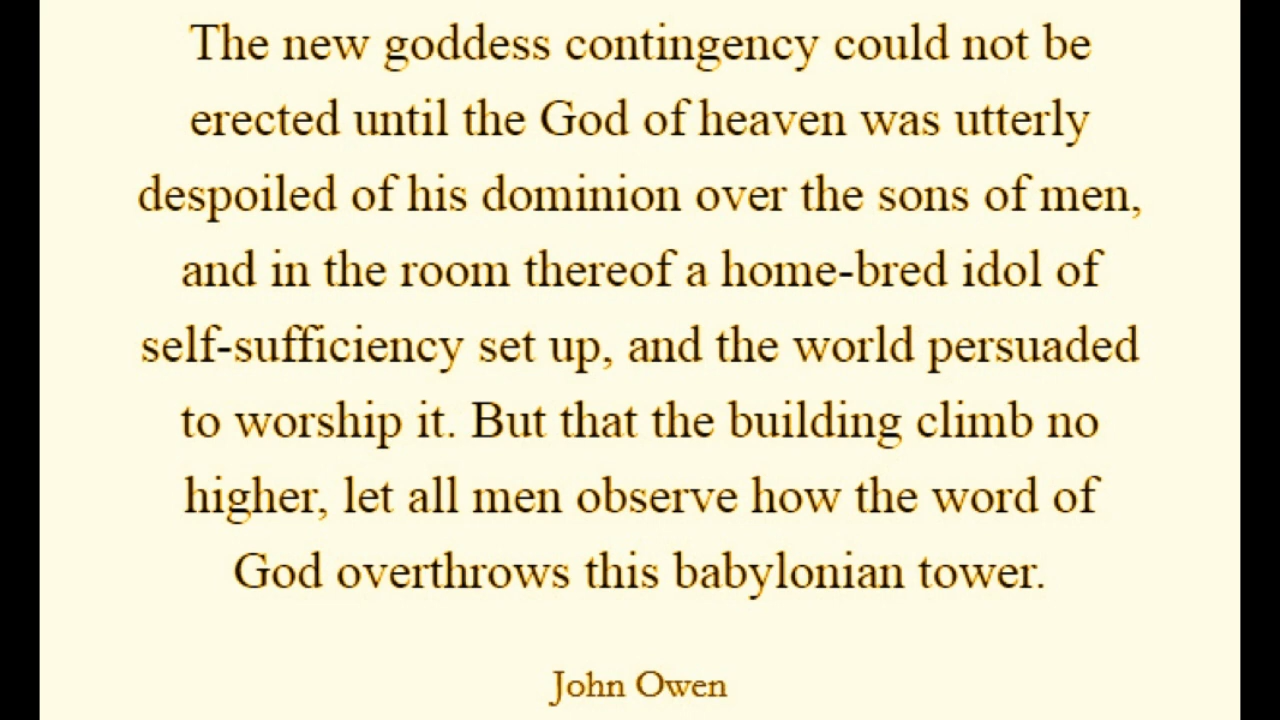 The new goddess contingency could not be
erected until the God of heaven was utterly
despoiled of his dominion over the sons of men,
and in the room thereof a home-bred idol of
self-sufficiency set up, and the world persuaded
to worship it. But that the building climb no
higher, let all men observe how the word of
God overthrows this babylonian tower.
John Owen